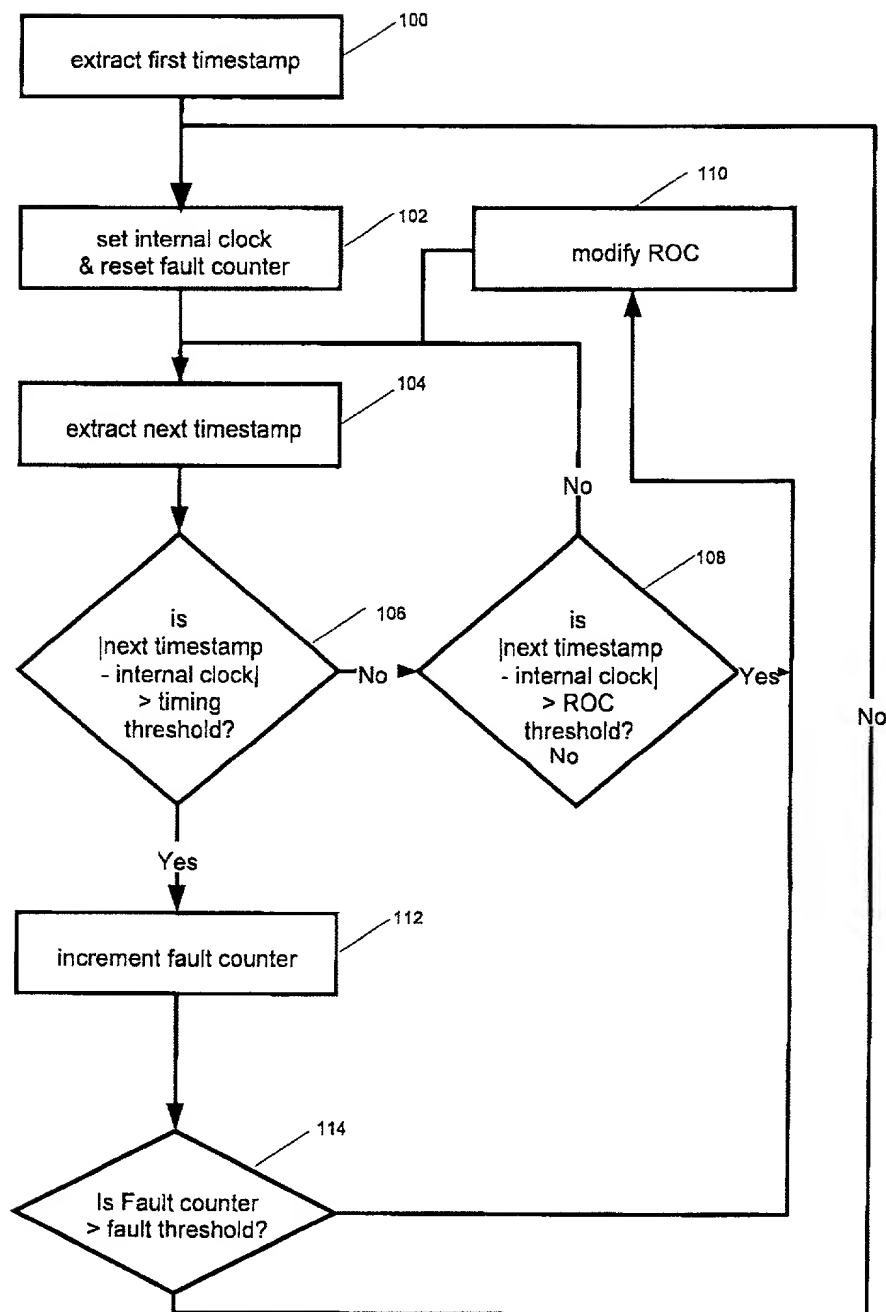 100
extract first timestamp
110
102
set internal clock
& reset fault counter
modify ROC
104
extract next timestamp
No
108
106
is
|next timestamp
- internal clock|
> timing
threshold?
No
is
|next timestamp
- internal clock|
> ROC
threshold?
No
Yes
No
Yes
112
increment fault counter
114
Is Fault counter
> fault threshold?